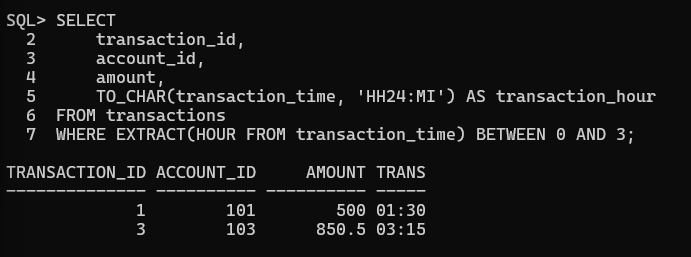 SQL> SELECT
  2      transaction_id,
  3      account_id,
  4      amount,
  5      TO_CHAR(transaction_time, 'HH24:MI') AS transaction_hour
  6  FROM transactions
  7  WHERE EXTRACT(HOUR FROM transaction_time) BETWEEN 0 AND 3;

TRANSACTION_ID ACCOUNT_ID     AMOUNT TRANS
-------------- ---------- ---------- -----
             1        101        500 01:30
             3        103      850.5 03:15